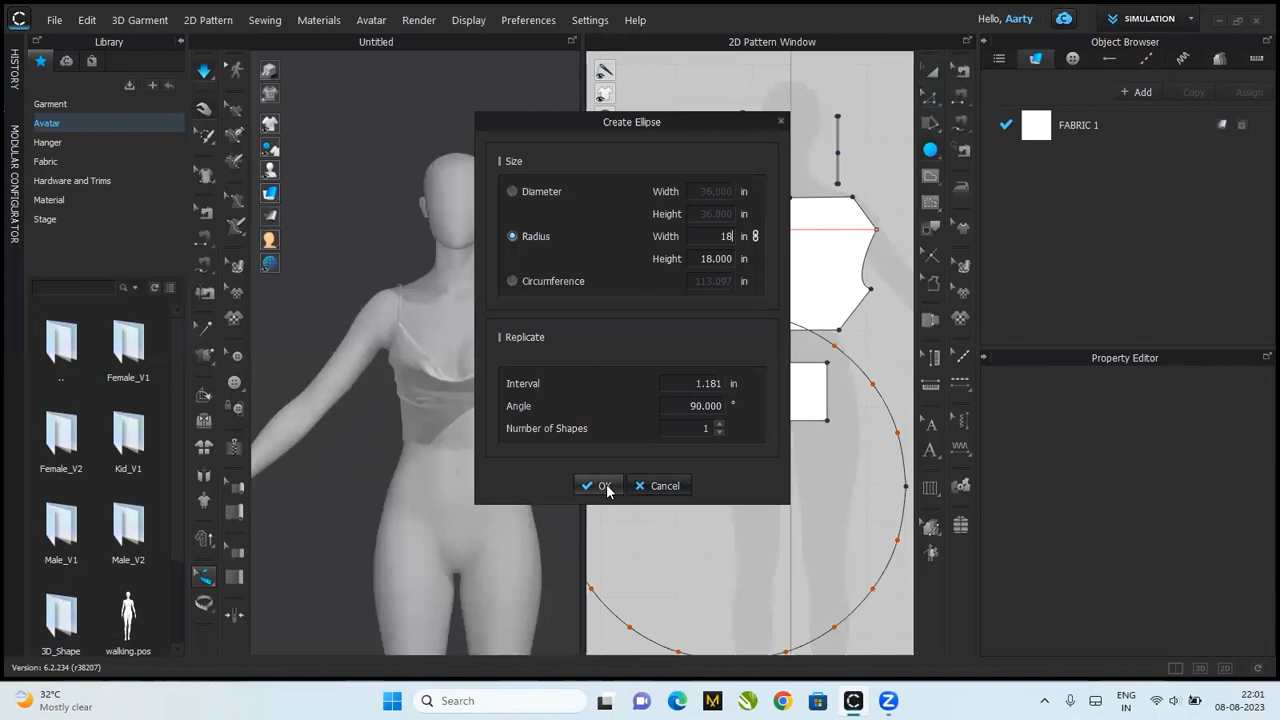 File Edit 3D Garment 2D Pattern Sewing Materials Avatar Render Display Preferences Settings Help
Hello, Aarty
SIMULATION
HISTORY
MODULAR CONFIGURATOR
Library
Untitled
2D Pattern Window
Object Browser
Garment
Avatar
Hanger
Fabric
Hardware and Trims
Material
Stage
..
Female_V1
Female_V2
Kid_V1
Male_V1
Male_V2
3D_Shape
walking.pos
Create Ellipse
Size
Diameter Width 36.000 in
Height 36.000 in
Radius Width 18 in
Height 18.000 in
Circumference 113.097 in
Replicate
Interval 1.181 in
Angle 90.000 °
Number of Shapes 1
OK Cancel
+ Add Copy Assign
FABRIC 1
Property Editor
Version: 6.2.234 (r38207)
3D 2D
32°C
Mostly clear
Search
ENG
IN
22:01
08-08-2023